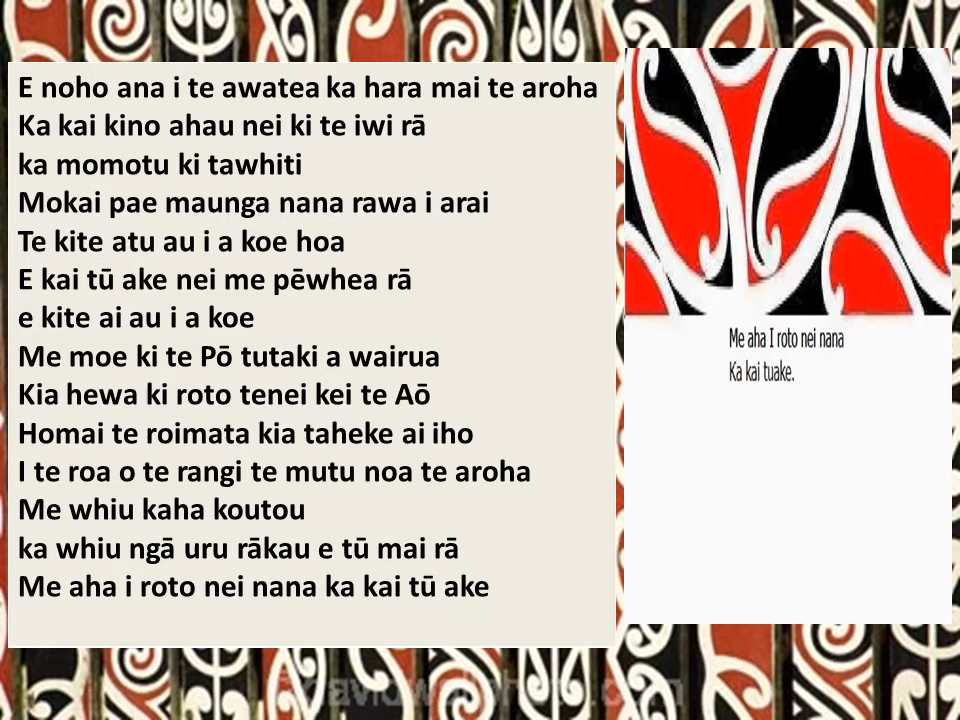 E noho ana i te awatea ka hara mai te aroha
Ka kai kino ahau nei ki te iwi rā
ka momotu ki tawhiti
Mokai pae maunga nana rawa i arai
Te kite atu au i a koe hoa
E kai tū ake nei me pēwhea rā
e kite ai au i a koe
Me moe ki te Pō tutaki a wairua
Kia hewa ki roto tenei kei te Aō
Homai te roimata kia taheke ai iho
I te roa o te rangi te mutu noa te aroha
Me whiu kaha koutou
ka whiu ngā uru rākau e tū mai rā
Me aha i roto nei nana ka kai tū ake
Me aha I roto nei nana
Ka kai tuake.